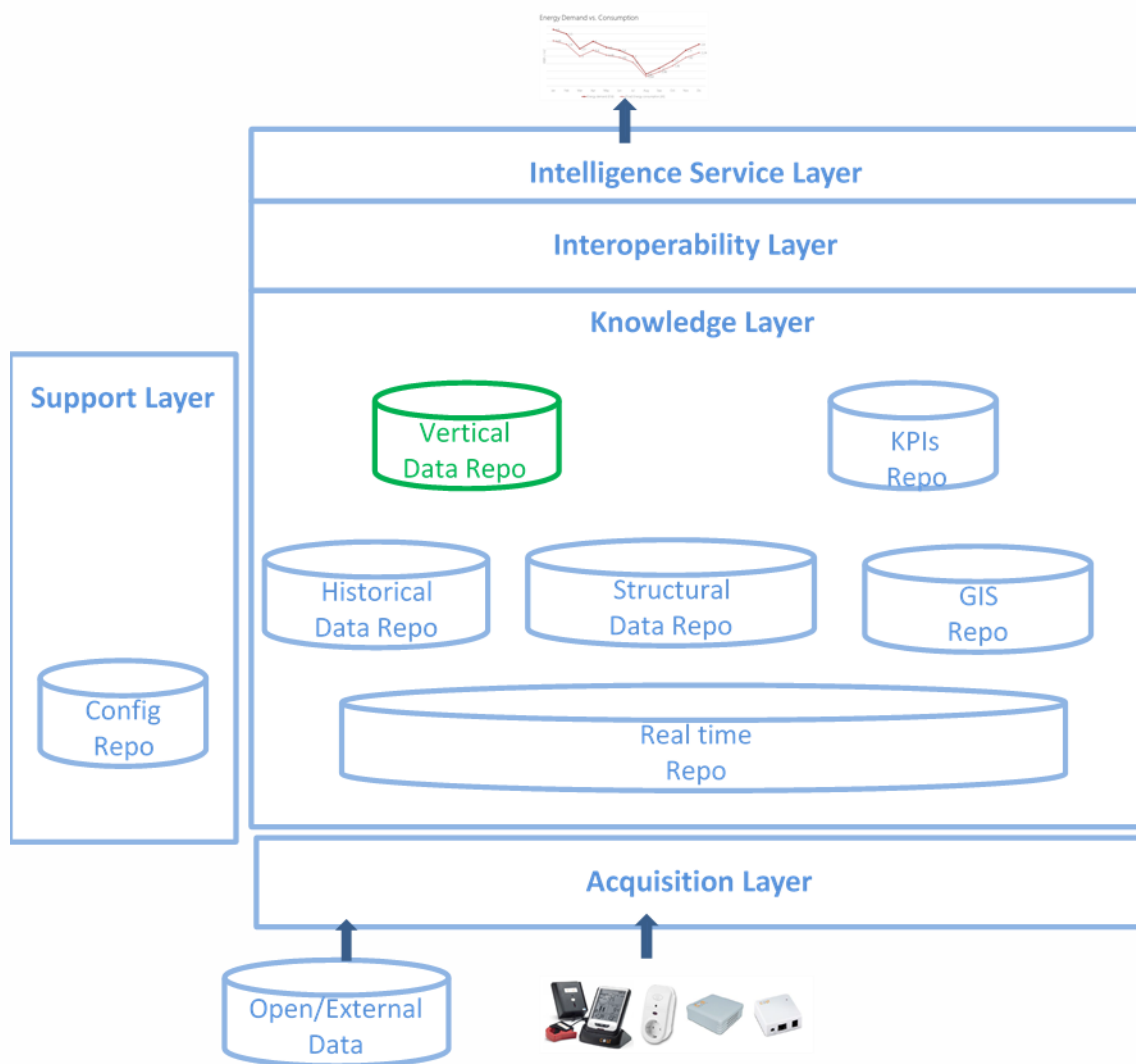 Energy Demand vs. Consumption
Intelligence Service Layer
Interoperability Layer
Knowledge Layer
Support Layer
Vertical
Data Repo
KPIs
Repo
Historical
Data Repo
Structural
Data Repo
GIS
Repo
Config
Repo
Real time
Repo
Acquisition Layer
Open/External
Data